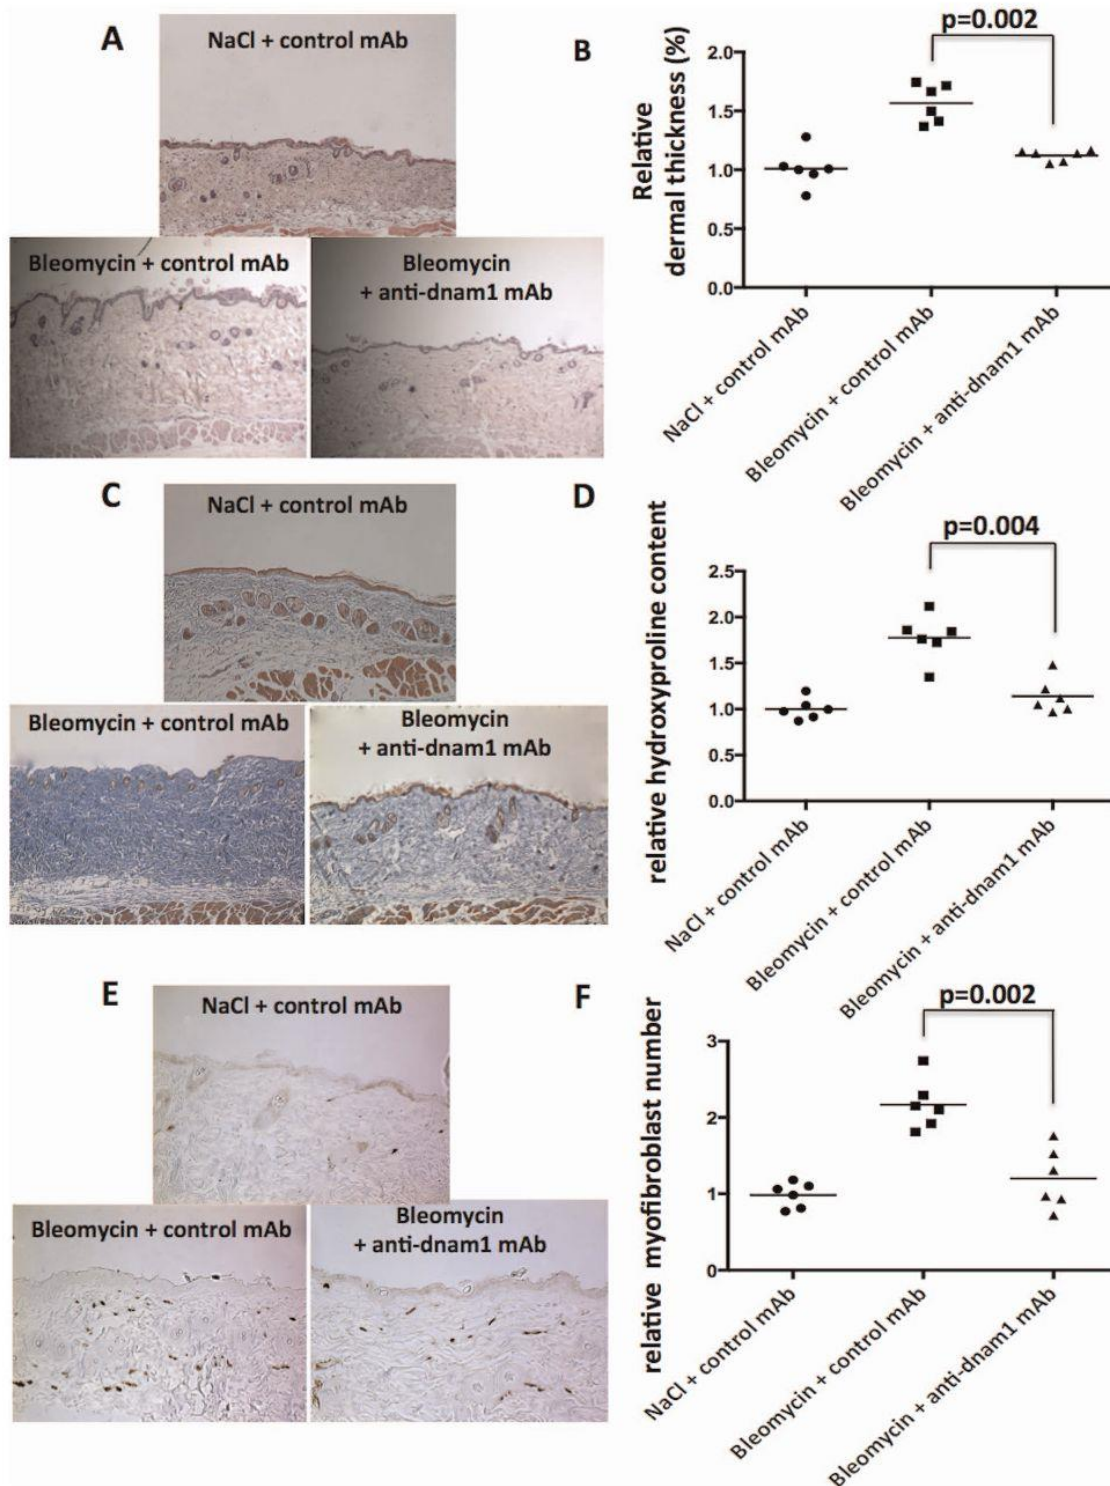 A
NaCl + control mAb
Bleomycin + control mAb
Bleomycin
+ anti-dnam1 mAb
B
p=0.002
Relative
dermal thickness (%)
2.0
1.5
1.0
0.5
0.0
NaCl + control mAb
Bleomycin + control mAb
Bleomycin + anti-dnam1 mAb
C
NaCl + control mAb
Bleomycin + control mAb
Bleomycin
+ anti-dnam1 mAb
D
p=0.004
relative hydroxyproline content
2.5
2.0
1.5
1.0
0.5
0.0
NaCl + control mAb
Bleomycin + control mAb
Bleomycin + anti-dnam1 mAb
E
NaCl + control mAb
Bleomycin + control mAb
Bleomycin
+ anti-dnam1 mAb
F
p=0.002
relative myofibroblast number
3
2
1
0
NaCl + control mAb
Bleomycin + control mAb
Bleomycin + anti-dnam1 mAb